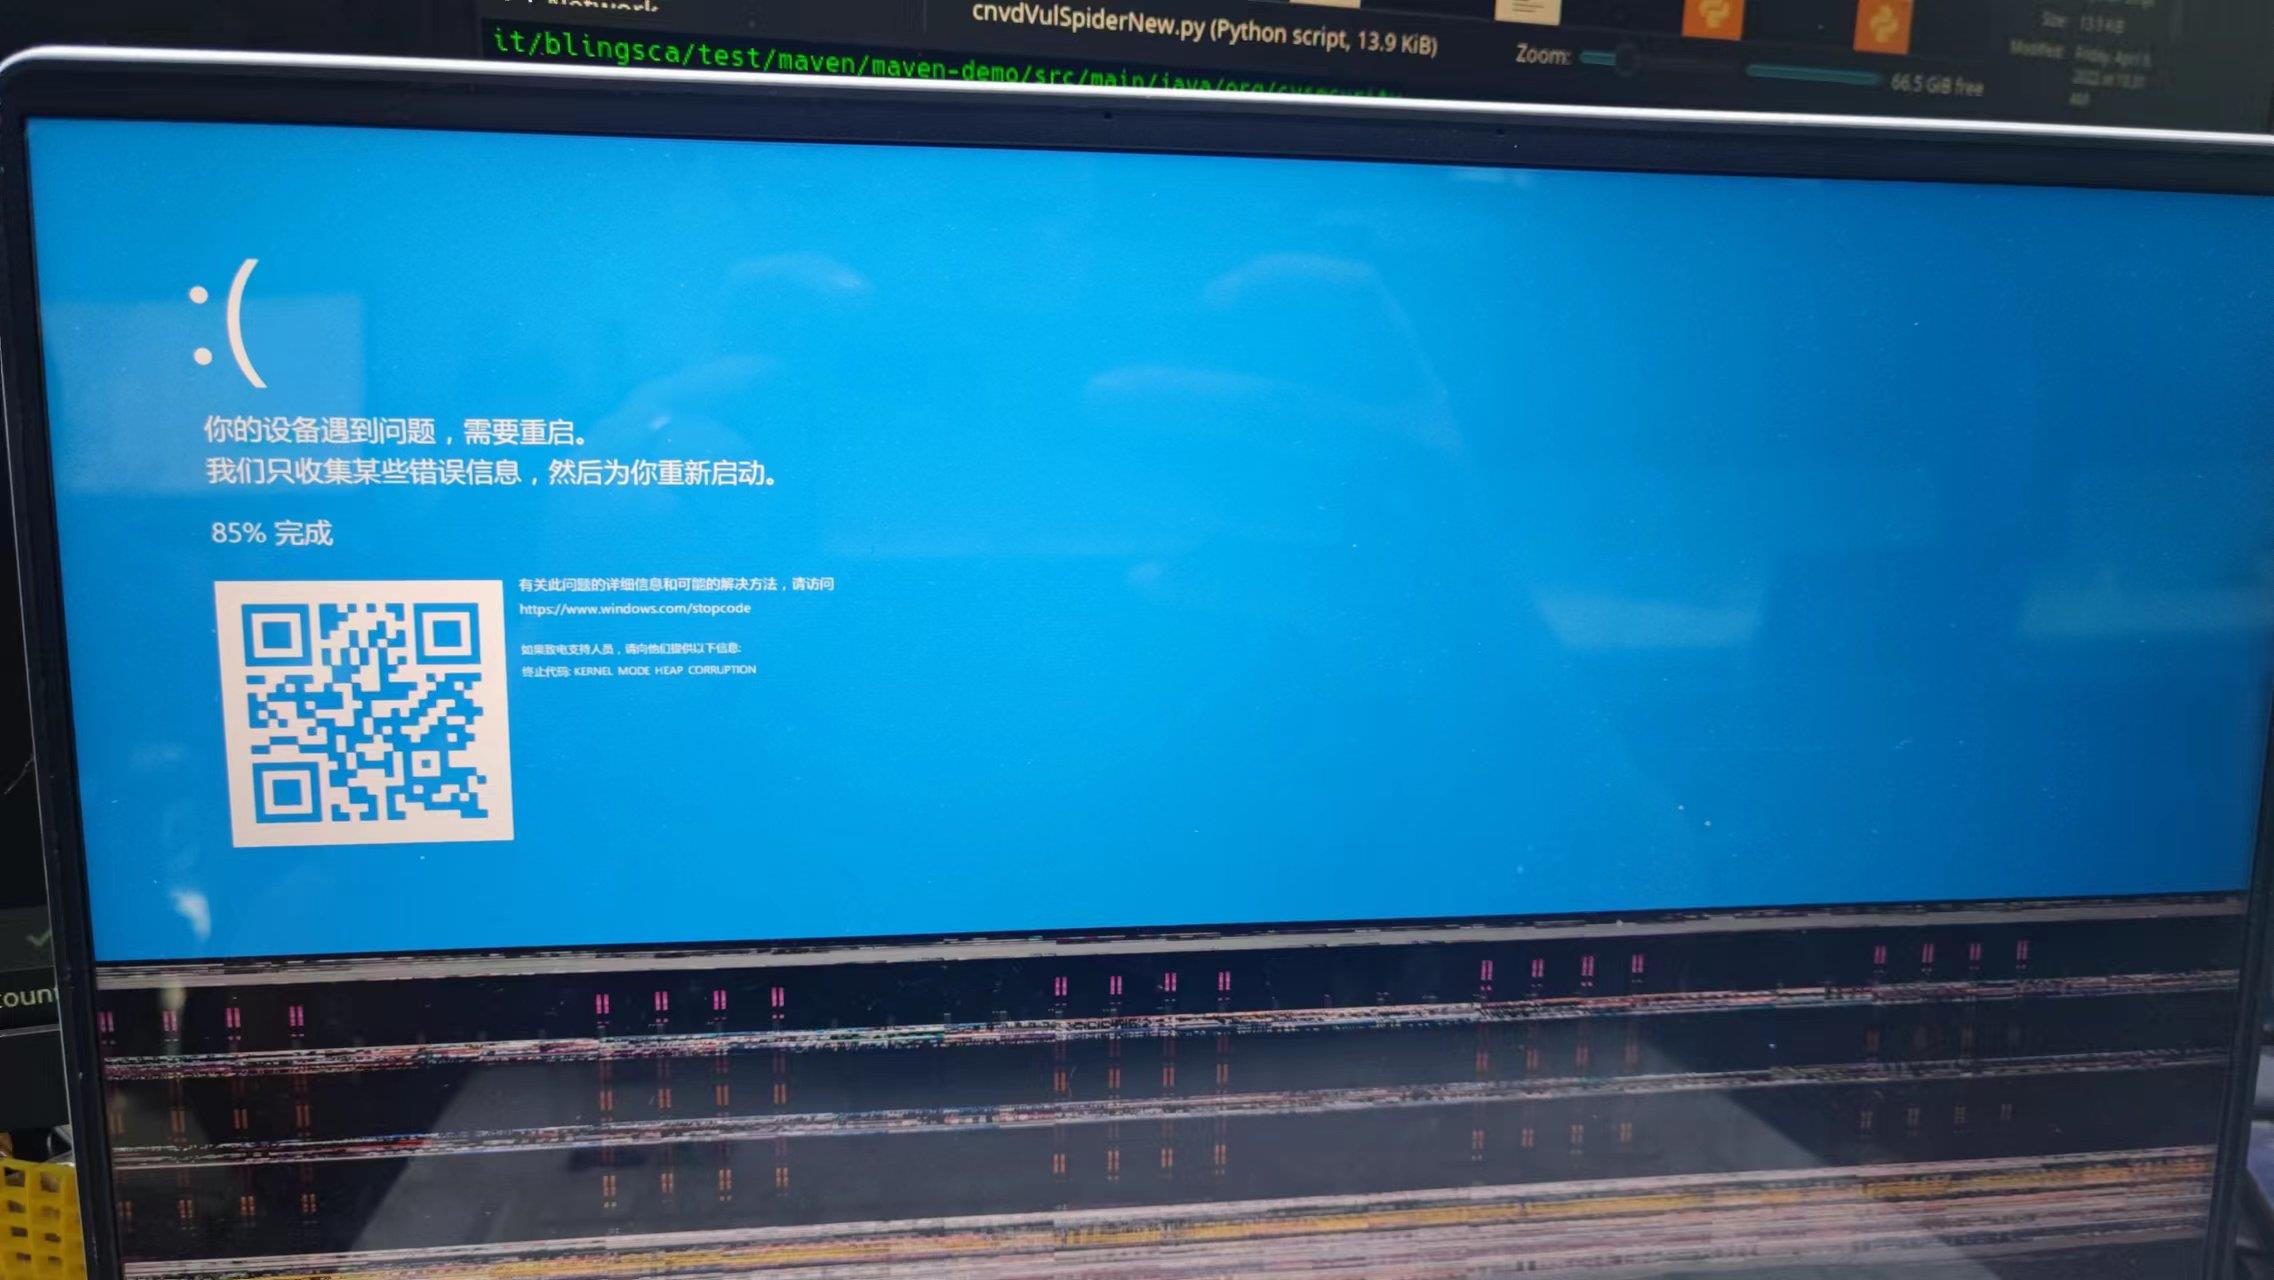 cnvdVulSpiderNew.py (Python script, 13.9 KiB)
Zoom:
66.5 GiB free
it/blingsca/test/maven/maven-demo/src/main/java/org/
:(
你的设备遇到问题，需要重启。
我们只收集某些错误信息，然后为你重新启动。
85% 完成
有关此问题的详细信息和可能的解决方法，请访问
https://www.windows.com/stopcode
如果致电支持人员，请向他们提供以下信息:
终止代码: KERNEL MODE HEAP CORRUPTION